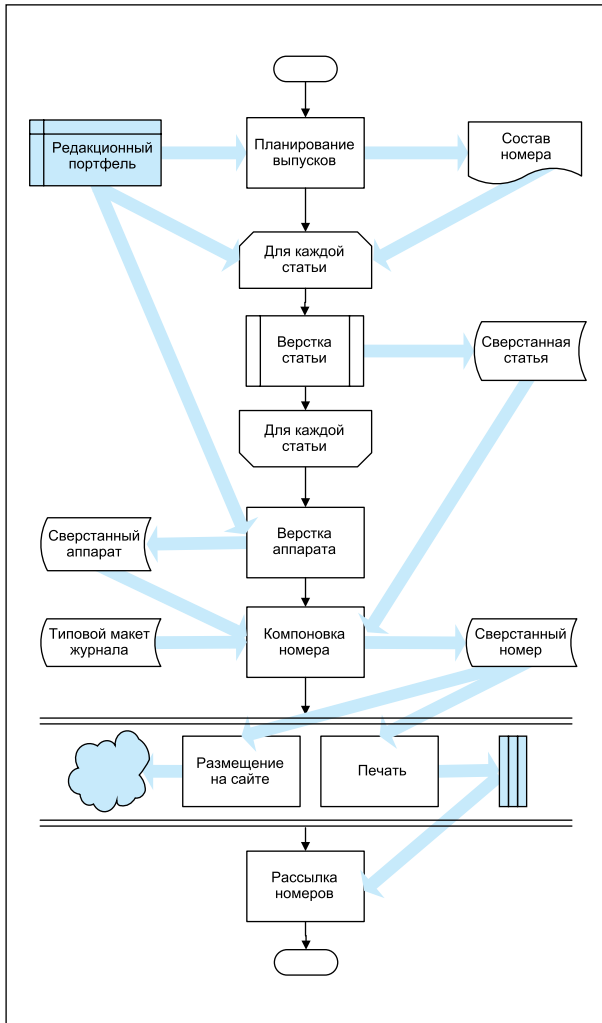 Редакционный
портфель
Планирование
выпусков
Состав
номера
Для каждой
статьи
Верстка
статьи
Сверстанная
статья
Для каждой
статьи
Сверстанный
аппарат
Верстка
аппарата
Типовой макет
журнала
Компоновка
номера
Сверстанный
номер
Размещение
на сайте
Печать
Рассылка
номеров